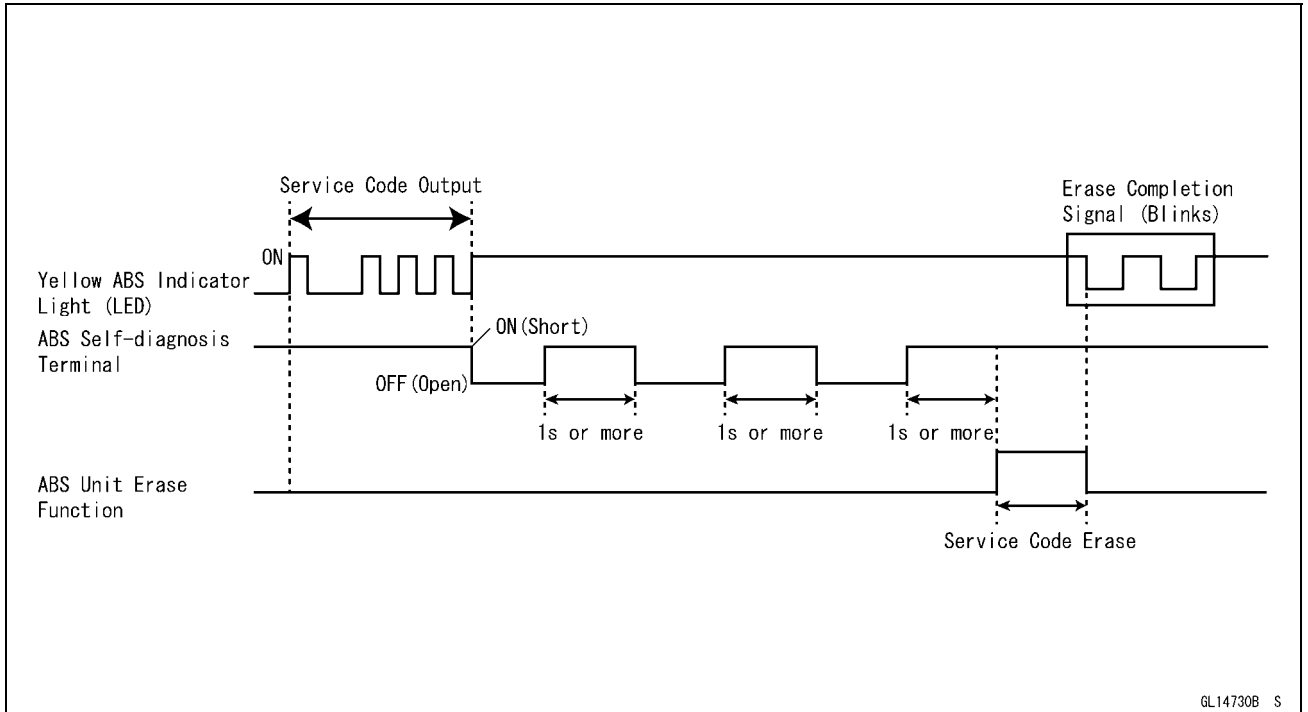 Service Code Output
Erase Completion
Signal (Blinks)
ON
Yellow ABS Indicator
Light (LED)
ABS Self-diagnosis
Terminal
ON(Short)
OFF(Open)
1s or more
1s or more
1s or more
ABS Unit Erase
Function
Service Code Erase
GL14730B S